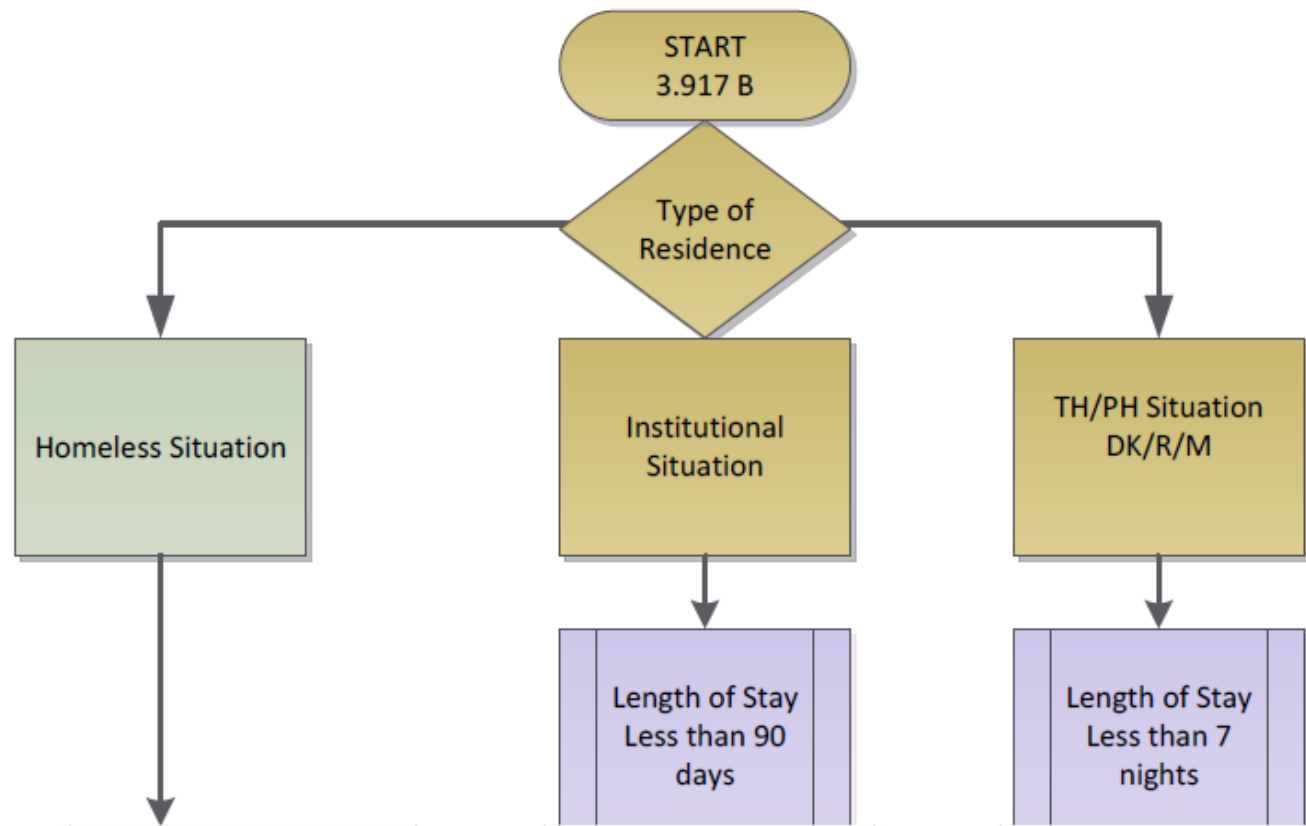 START
3.917 B
Type of
Residence
Homeless Situation
Institutional
Situation
TH/PH Situation
DK/R/M
Length of Stay
Less than 90
days
Length of Stay
Less than 7
nights